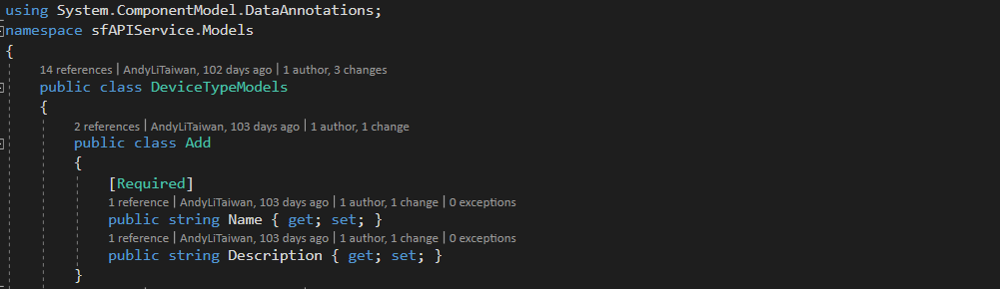 using System.ComponentModel.DataAnnotations;
namespace sfAPIService.Models
{
14 references | AndyLiTaiwan, 102 days ago | 1 author, 3 changes
public class DeviceTypeModels
{
2 references | AndyLiTaiwan, 103 days ago | 1 author, 1 change
public class Add
{
[Required]
1 reference | AndyLiTaiwan, 103 days ago | 1 author, 1 change | 0 exceptions
public string Name { get; set; }
1 reference | AndyLiTaiwan, 103 days ago | 1 author, 1 change | 0 exceptions
public string Description { get; set; }
}